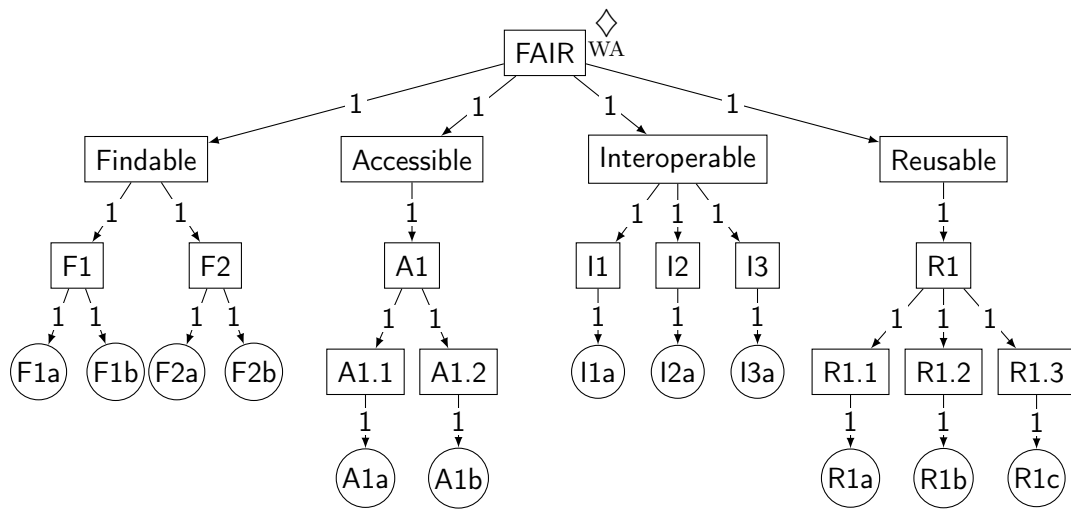 FAIR
WA
1 1 1 1
Findable Accessible Interoperable Reusable
1 1 1 1 1 1 1
F1 F2 A1 I1 I2 I3 R1
1 1 1 1 1 1 1 1 1 1 1 1
F1a F1b F2a F2b A1.1 A1.2 I1a I2a I3a R1.1 R1.2 R1.3
1 1 1 1 1
A1a A1b R1a R1b R1c